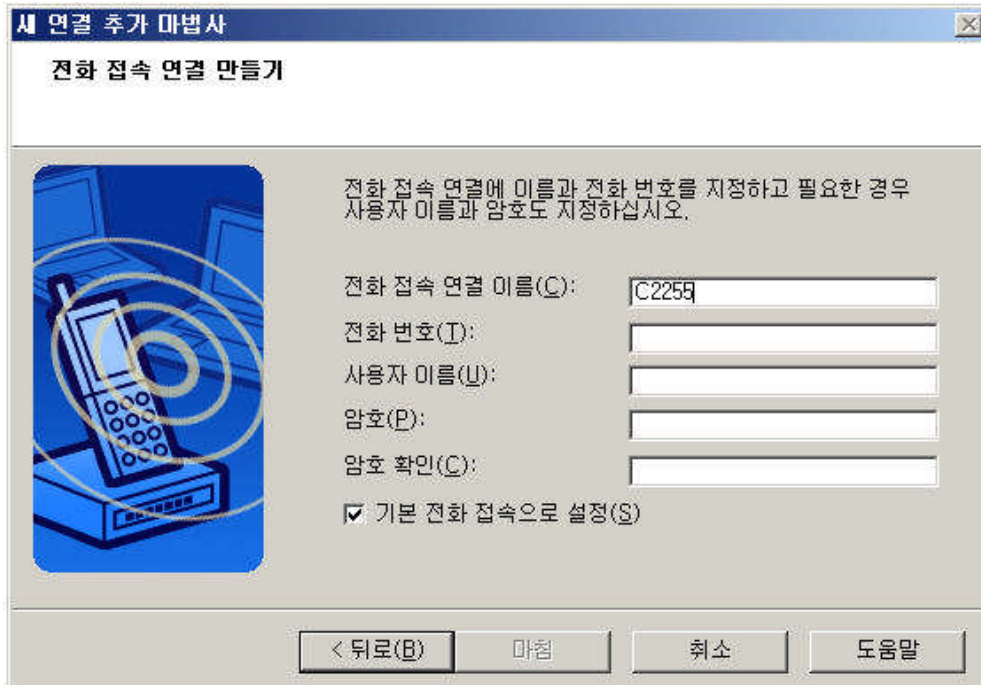 새 연결 추가 마법사
전화 접속 연결 만들기
전화 접속 연결에 이름과 전화 번호를 지정하고 필요한 경우
사용자 이름과 암호도 지정하십시오.
전화 접속 연결 이름(C): C2255
전화 번호(T):
사용자 이름(U):
암호(P):
암호 확인(C):
기본 전화 접속으로 설정(S)
< 뒤로(B) 마침 취소 도움말